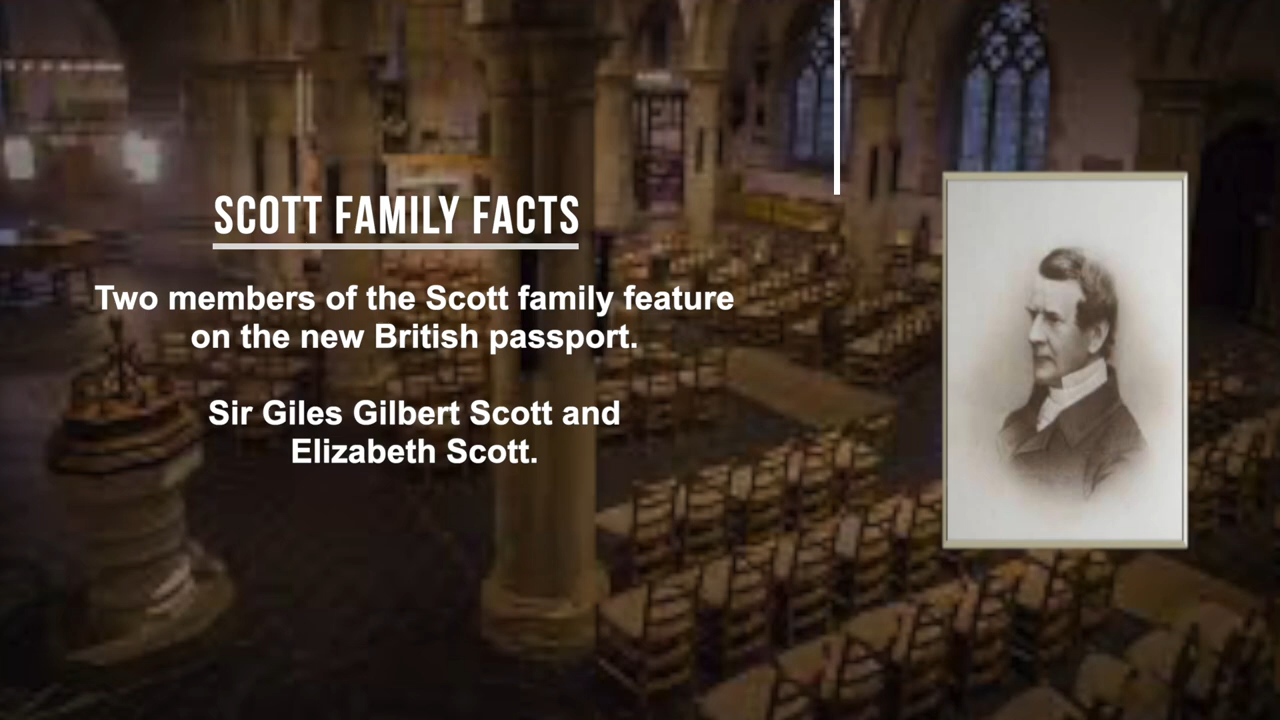 SCOTT FAMILY FACTS
Two members of the Scott family feature
on the new British passport.
Sir Giles Gilbert Scott and
Elizabeth Scott.